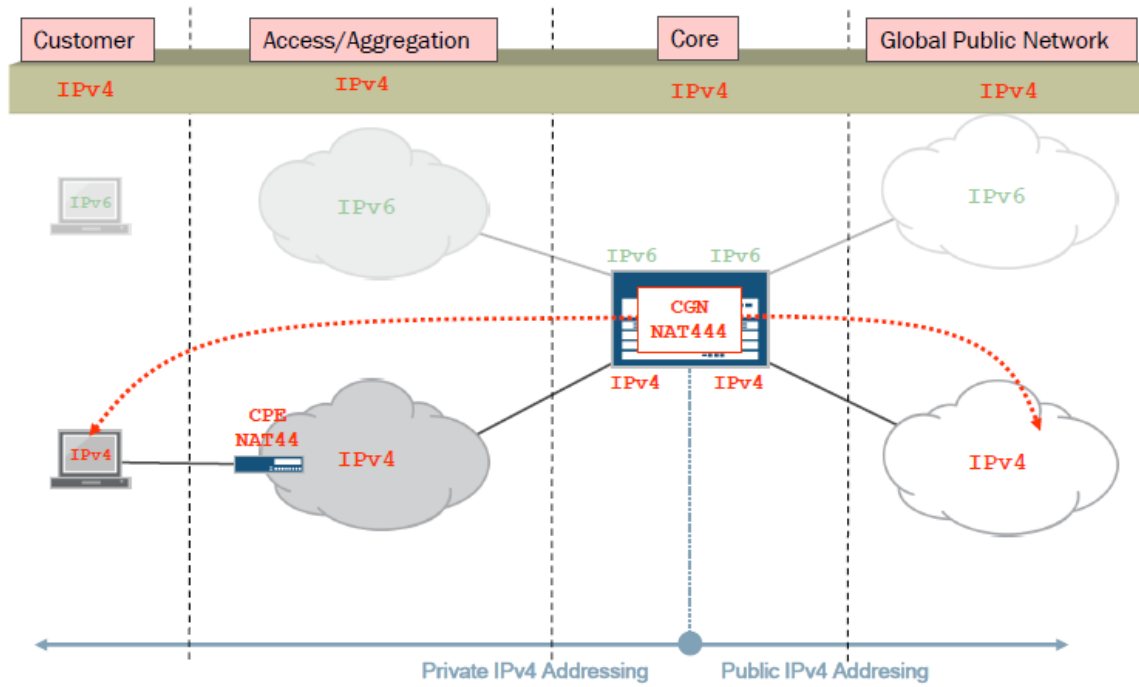 Customer
Access/Aggregation
Core
Global Public Network
IPv4
IPv4
IPv4
IPv4
IPv6
IPv6
IPv6
IPv6
IPv6
CGN
NAT444
IPv4
IPv4
CPE
NAT44
IPv4
IPv4
IPv4
Private IPv4 Addressing
Public IPv4 Addresing